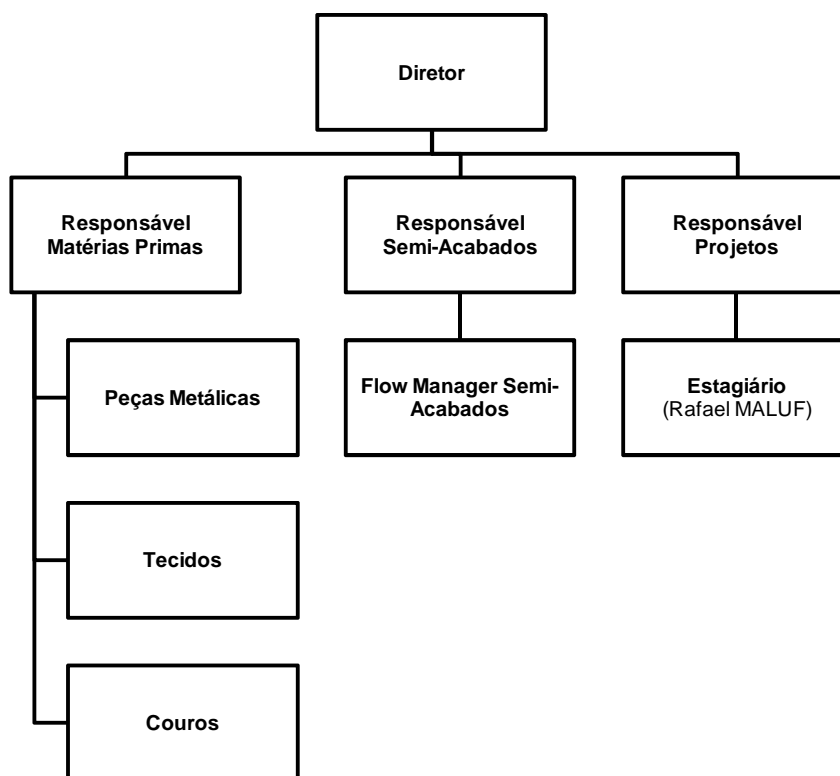 Diretor
Responsável
Matérias Primas
Responsável
Semi-Acabados
Responsável
Projetos
Peças Metálicas
Flow Manager Semi-
Acabados
Estagiário
(Rafael MALUF)
Tecidos
Couros